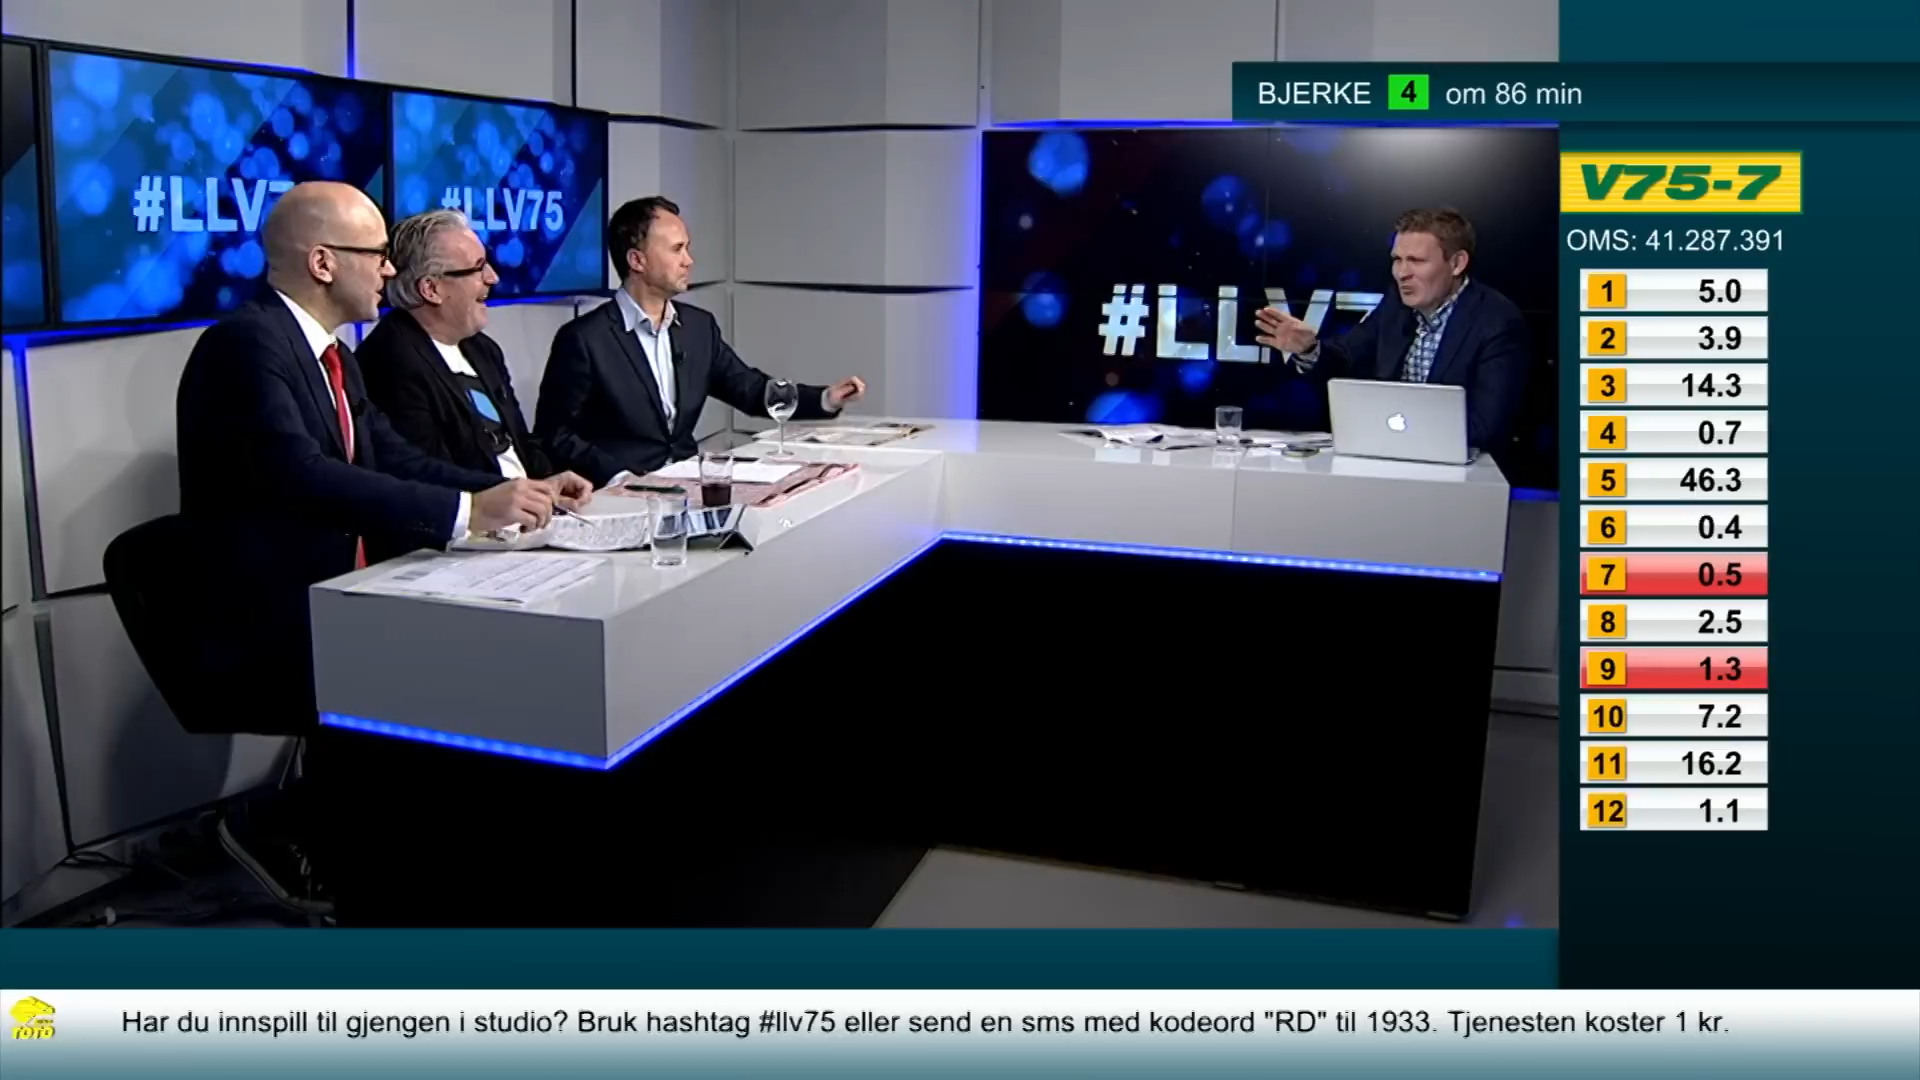 #LLV7
#LLV75
#LLV7
BJERKE 4 om 86 min
V75-7
OMS: 41.287.391
1 5.0
2 3.9
3 14.3
4 0.7
5 46.3
6 0.4
7 0.5
8 2.5
9 1.3
10 7.2
11 16.2
12 1.1
Har du innspill til gjengen i studio? Bruk hashtag #llv75 eller send en sms med kodeord "RD" til 1933. Tjenesten koster 1 kr.